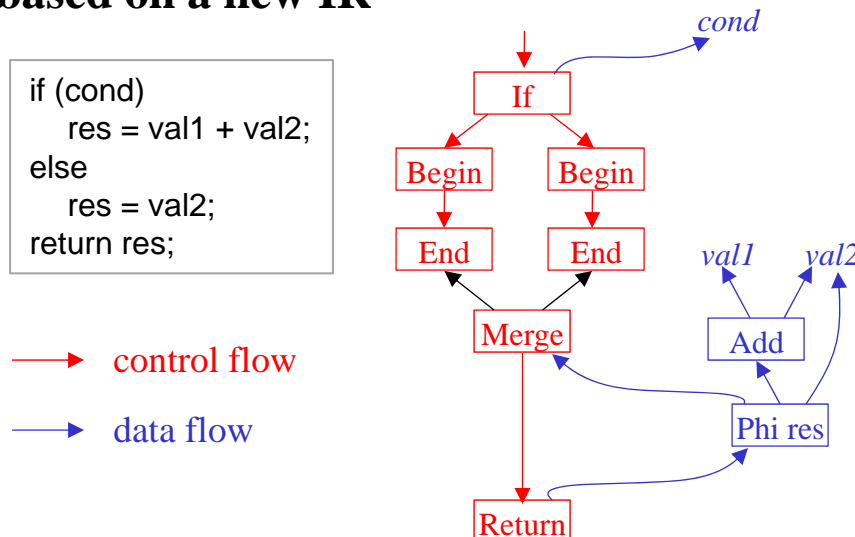 based on a new IR
if (cond)
res = val1 + val2;
else
res = val2;
return res;
control flow
data flow
cond
If
Begin Begin
End End
Merge
val1 val2
Add
Phi res
Return